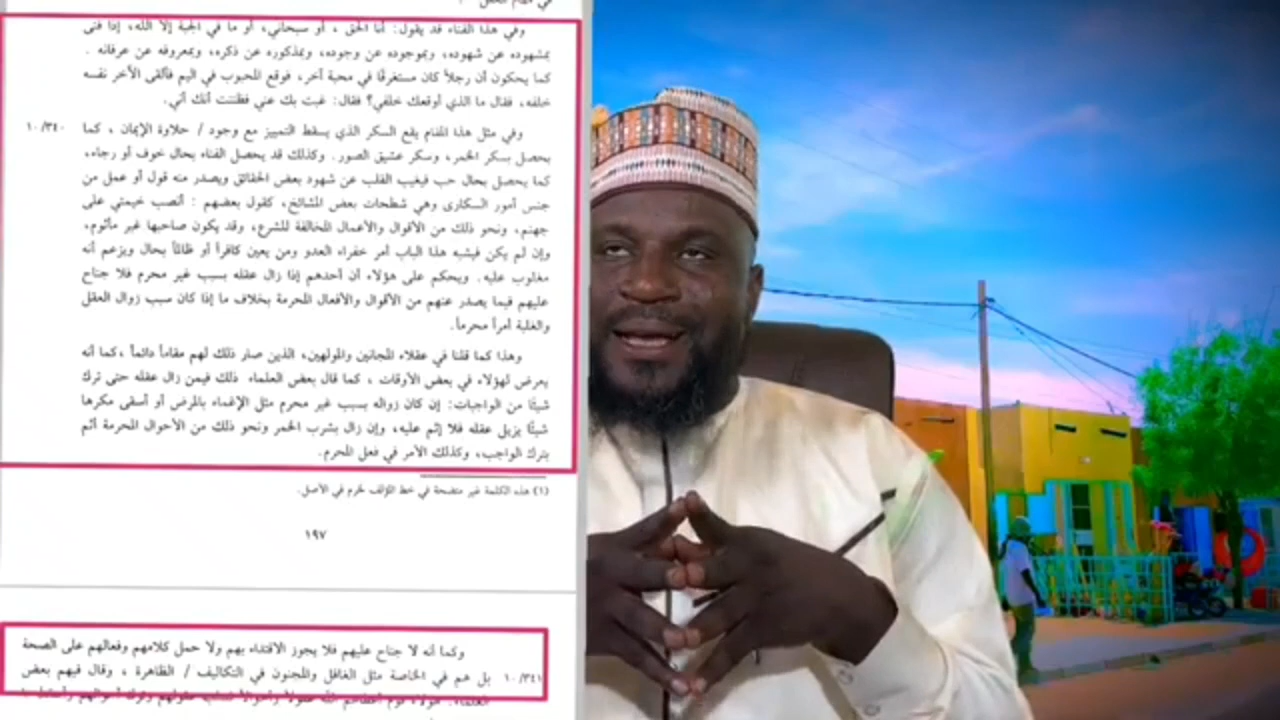 وفي هذا الفناء قد يقول: أنا الحق ، أو سبحاني، أو ما في الجبة إلا الله، إذا فنى
بمشهوده عن شهوده، وبموجوده عن وجوده، وبمذكوره عن ذكره، وبمعروفه عن عرفانه .
كما يحكون أن رجلاً كان مستغرقًا في محبة آخر، فوقع المحبوب في اليم فألقى الآخر نفسه
خلفه، فقال ما الذي أوقعك خلفي؟ فقال: غبت بك عني فظننت أنك أني.
وفي مثل هذا المقام يقع السكر الذي يسقط التمييز مع وجود / حلاوة الإيمان ، كما ١٠/٣٤٠
يحصل بسكر الخمر، وسكر عشيق الصور. وكذلك قد يحصل الفناء بحال خوف أو رجاء،
كما يحصل بحال حب فيغيب القلب عن شهود بعض الحقائق ويصدر منه قول أو عمل من
جنس أمور السكارى وهي شطحات بعض المشائخ، كقول بعضهم : أنصب خيمتي على
جهنم، ونحو ذلك من الأقوال والأعمال المخالفة للشرع، وقد يكون صاحبها غير مأثوم،
وإن لم يكن فيشبه هذا الباب أمر خفراء العدو ومن يعين كافرًا أو ظالمًا بحال ويزعم أنه
مغلوب عليه. ويحكم على هؤلاء أن أحدهم إذا زال عقله بسبب غير محرم فلا جناح
عليهم فيما يصدر عنهم من الأقوال والأفعال المحرمة بخلاف ما إذا كان سبب زوال العقل
والغلبة أمراً محرماً.
وهذا كما قلنا في عقلاء المجانين والمولهين، الذين صار ذلك لهم مقاماً دائماً ،كما أنه
يعرض لهؤلاء في بعض الأوقات ، كما قال بعض العلماء ذلك فيمن زال عقله حتى ترك
شيئًا من الواجبات: إن كان زواله بسبب غير محرم مثل الإغماء بالمرض أو أسقى مكرها
شيئًا يزيل عقله فلا إثم عليه، وإن زال بشرب الخمر ونحو ذلك من الأحوال المحرمة أثم
بترك الواجب، وكذلك الأمر في فعل المحرم.
(١) هذه الكلمة غير متضحة في خط المؤلف لخرم في الأصل.
١٩٧
وكما أنه لا جناح عليهم فلا يجوز الاقتداء بهم ولا حمل كلامهم وفعالهم على الصحة
١٠/٣٤١ بل هم في الخاصة مثل الغافل والمجنون في التكاليف / الظاهرة ، وقال فيهم بعض